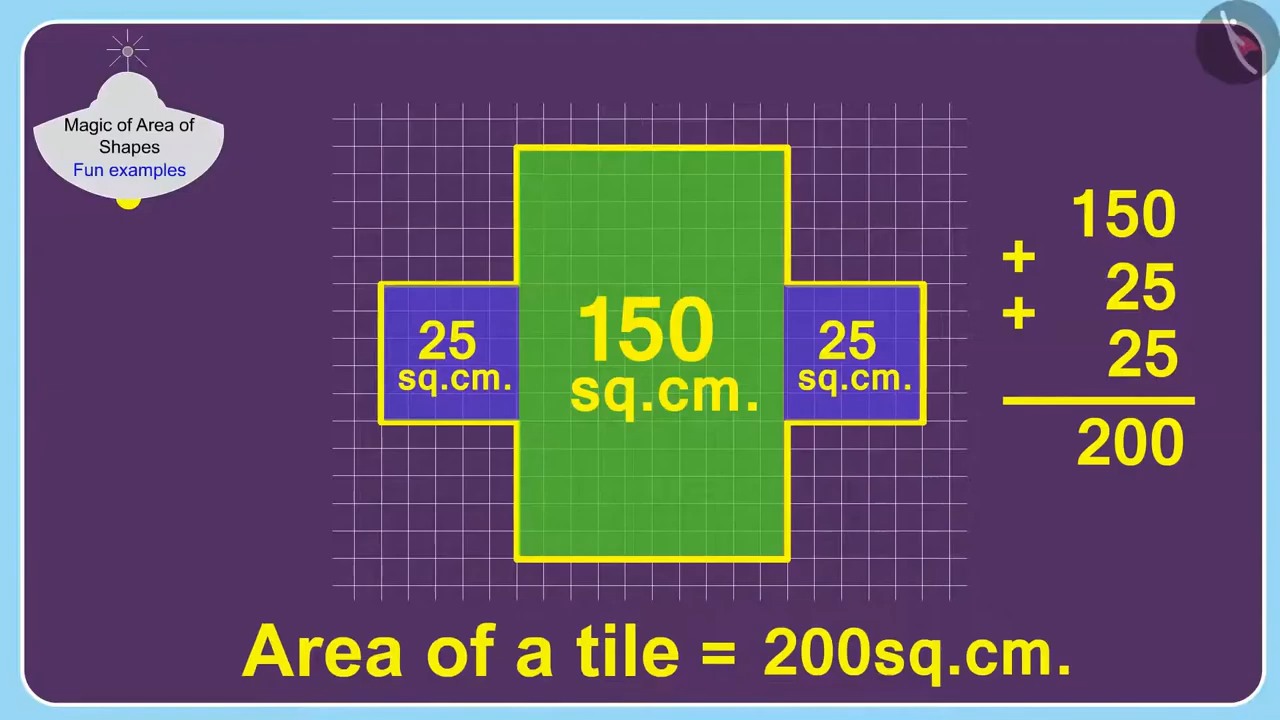 Magic of Area of
Shapes
Fun examples
25
sq.cm.
150
sq.cm.
25
sq.cm.
150
+
25
+
25
200
Area of a tile = 200sq.cm.